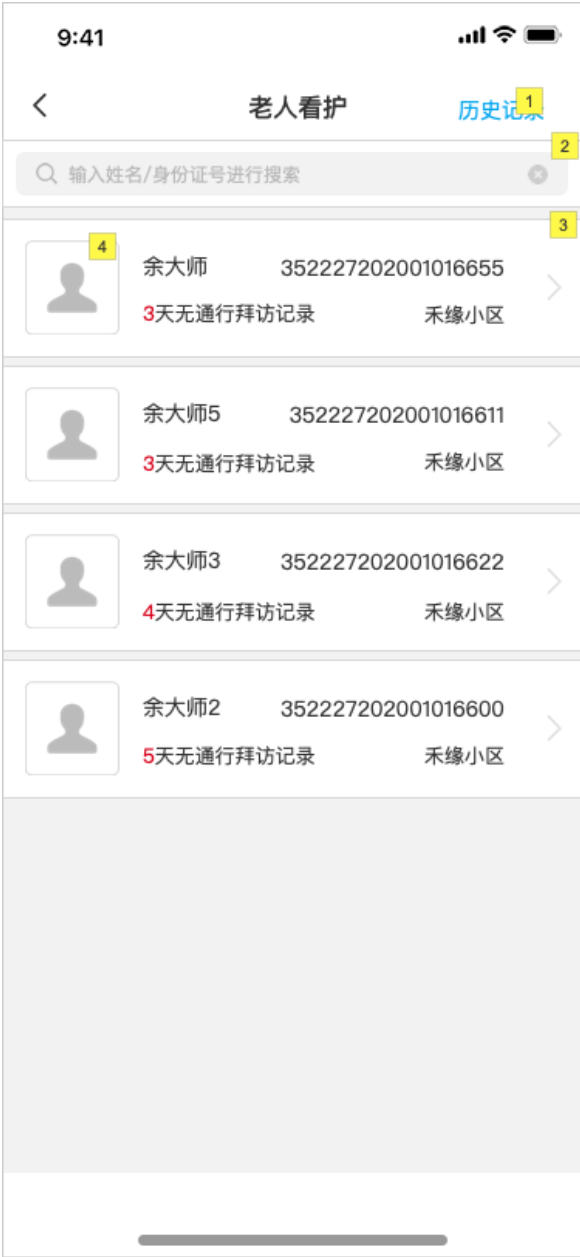 9:41
老人看护
历史记录
1
2
输入姓名/身份证号进行搜索
3
4
余大师 352227202001016655
3天无通行拜访记录 禾缘小区
余大师5 352227202001016611
3天无通行拜访记录 禾缘小区
余大师3 352227202001016622
4天无通行拜访记录 禾缘小区
余大师2 352227202001016600
5天无通行拜访记录 禾缘小区